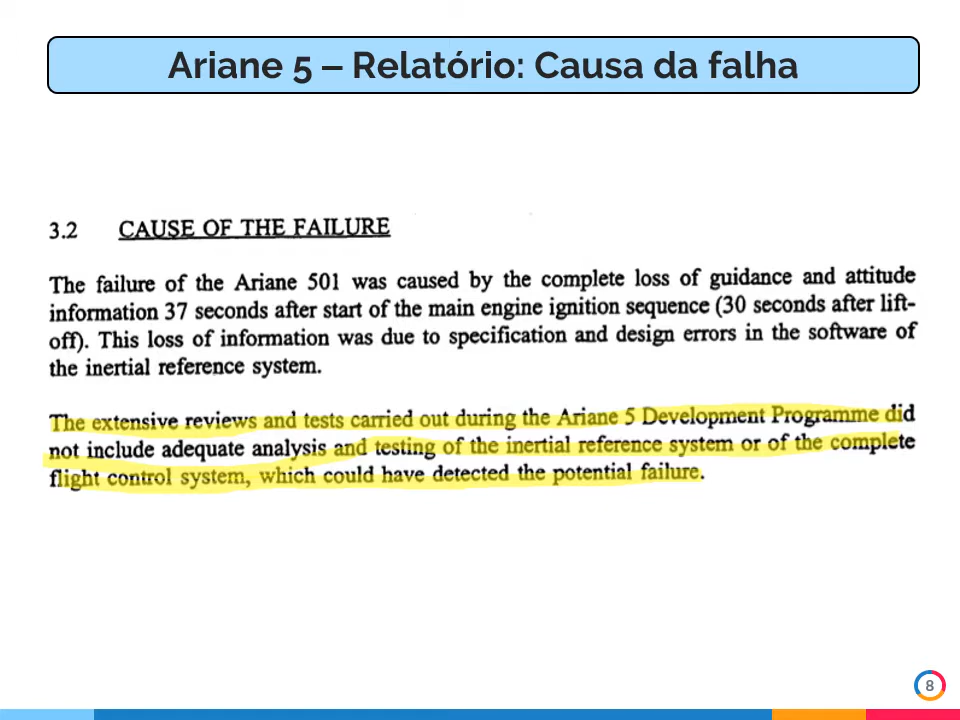 Ariane 5 – Relatório: Causa da falha
3.2 CAUSE OF THE FAILURE
The failure of the Ariane 501 was caused by the complete loss of guidance and attitude
information 37 seconds after start of the main engine ignition sequence (30 seconds after lift-
off). This loss of information was due to specification and design errors in the software of
the inertial reference system.
The extensive reviews and tests carried out during the Ariane 5 Development Programme did
not include adequate analysis and testing of the inertial reference system or of the complete
flight control system, which could have detected the potential failure.
8